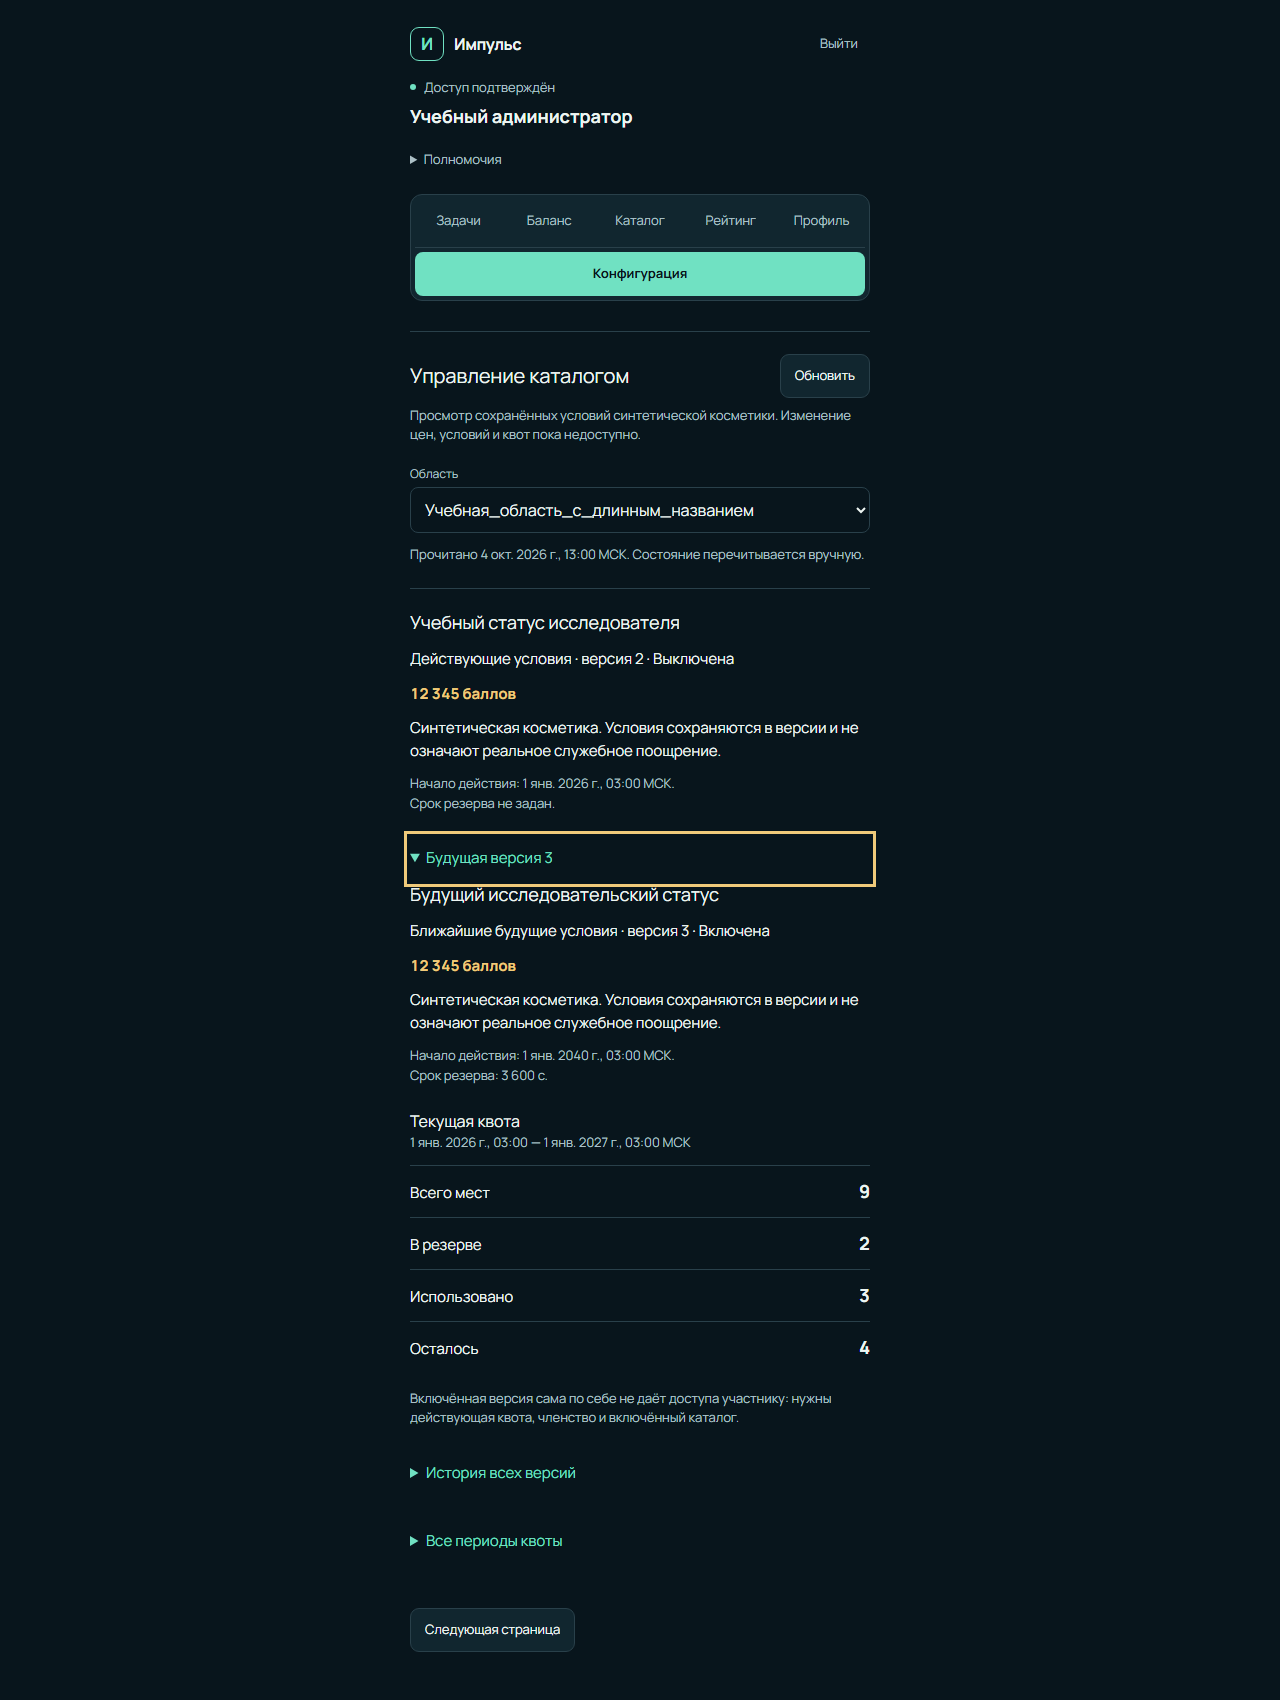 И Импульс
Выйти
Доступ подтверждён
Учебный администратор
Полномочия
Задачи Баланс Каталог Рейтинг Профиль
Конфигурация
Управление каталогом
Обновить
Просмотр сохранённых условий синтетической косметики. Изменение
цен, условий и квот пока недоступно.
Область
Учебная_область_с_длинным_названием
Прочитано 4 окт. 2026 г., 13:00 МСК. Состояние перечитывается вручную.
Учебный статус исследователя
Действующие условия · версия 2 · Выключена
12 345 баллов
Синтетическая косметика. Условия сохраняются в версии и не
означают реальное служебное поощрение.
Начало действия: 1 янв. 2026 г., 03:00 МСК.
Срок резерва не задан.
Будущая версия 3
Будущий исследовательский статус
Ближайшие будущие условия · версия 3 · Включена
12 345 баллов
Синтетическая косметика. Условия сохраняются в версии и не
означают реальное служебное поощрение.
Начало действия: 1 янв. 2040 г., 03:00 МСК.
Срок резерва: 3 600 с.
Текущая квота
1 янв. 2026 г., 03:00 — 1 янв. 2027 г., 03:00 МСК
Всего мест 9
В резерве 2
Использовано 3
Осталось 4
Включённая версия сама по себе не даёт доступа участнику: нужны
действующая квота, членство и включённый каталог.
История всех версий
Все периоды квоты
Следующая страница